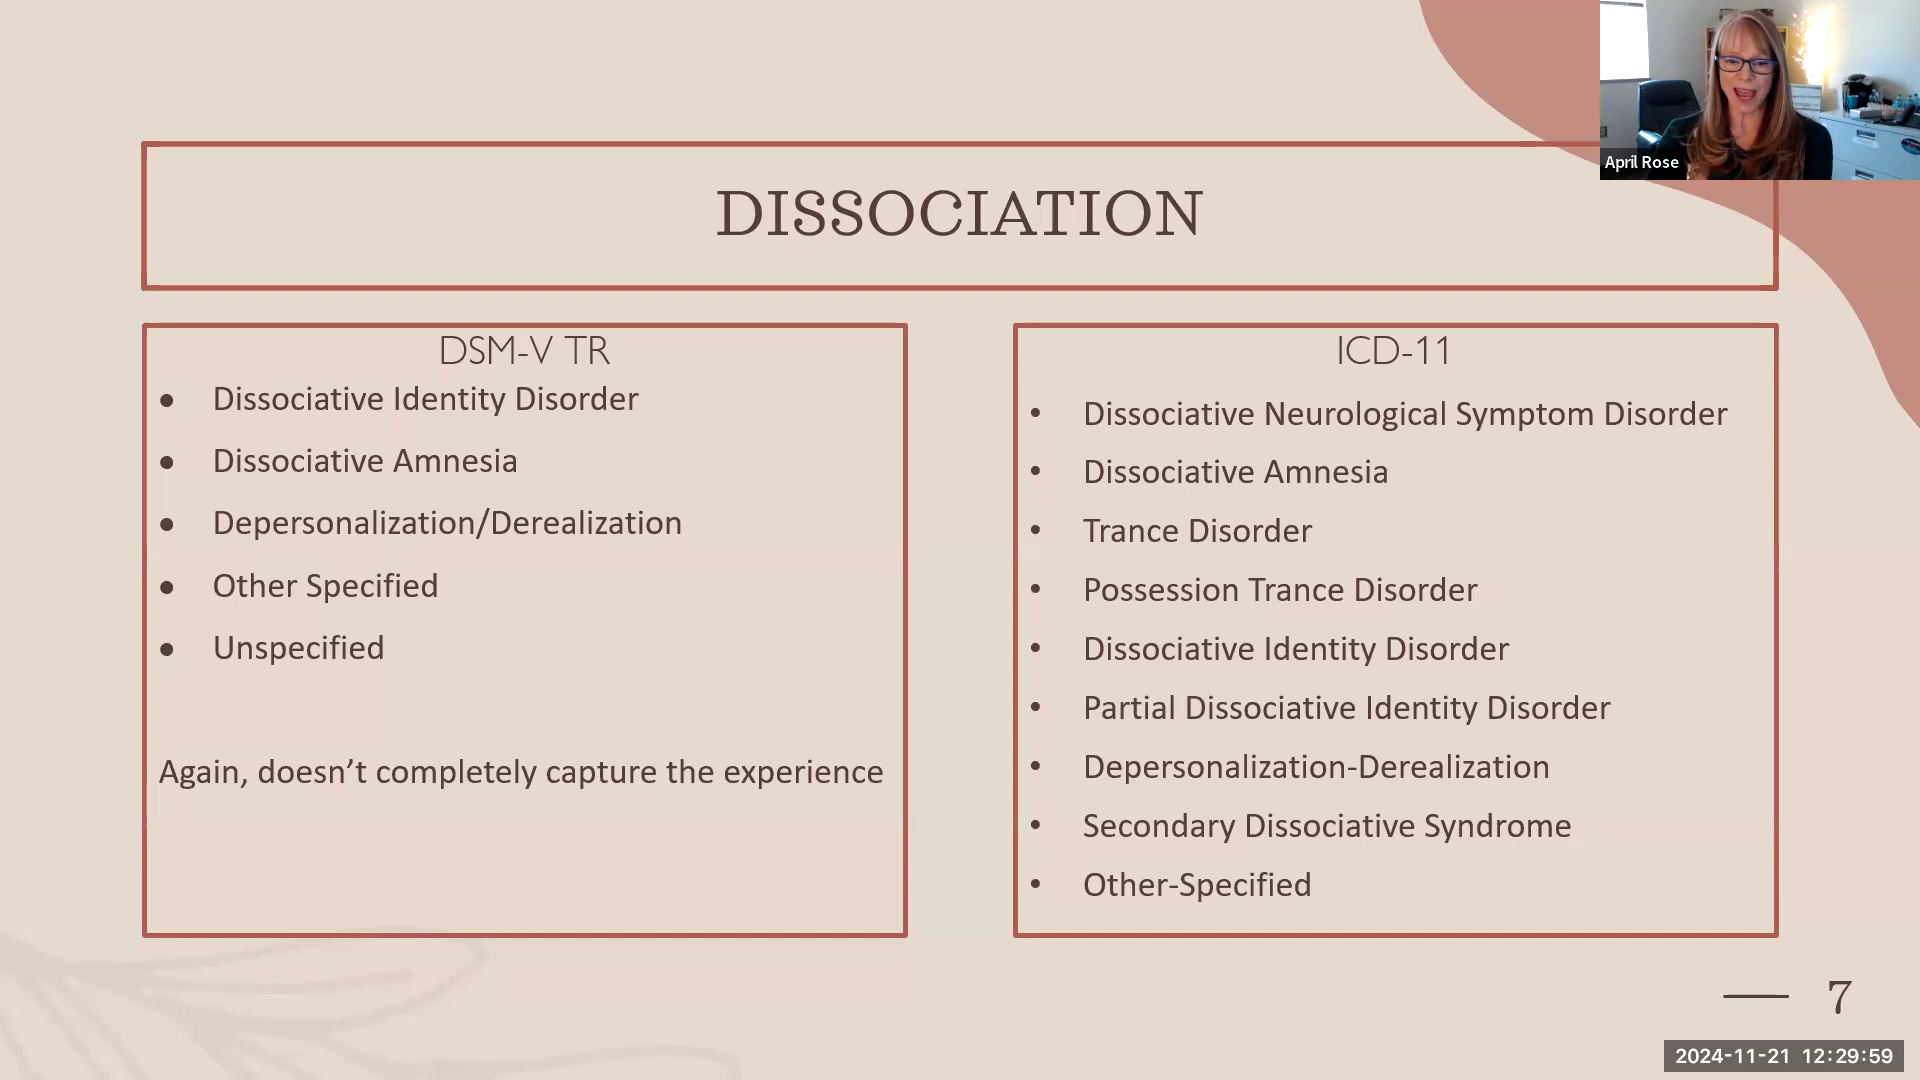 April Rose
DISSOCIATION
DSM-V TR
• Dissociative Identity Disorder
• Dissociative Amnesia
• Depersonalization/Derealization
• Other Specified
• Unspecified
Again, doesn’t completely capture the experience
ICD-11
• Dissociative Neurological Symptom Disorder
• Dissociative Amnesia
• Trance Disorder
• Possession Trance Disorder
• Dissociative Identity Disorder
• Partial Dissociative Identity Disorder
• Depersonalization-Derealization
• Secondary Dissociative Syndrome
• Other-Specified
7
2024-11-21 12:29:59